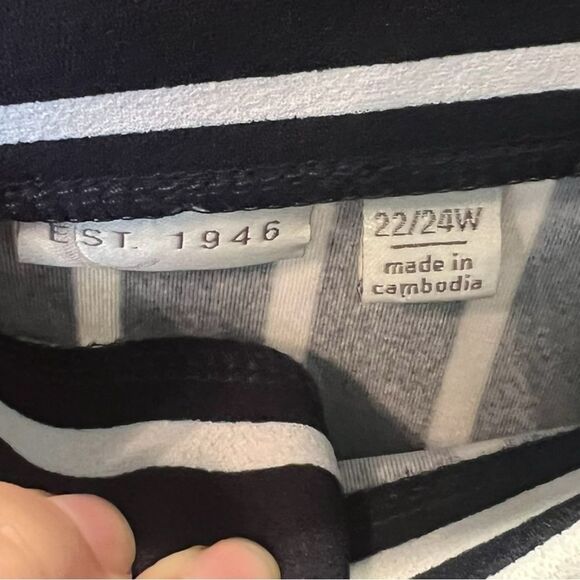 EST. 1946
22/24W
made in
cambodia